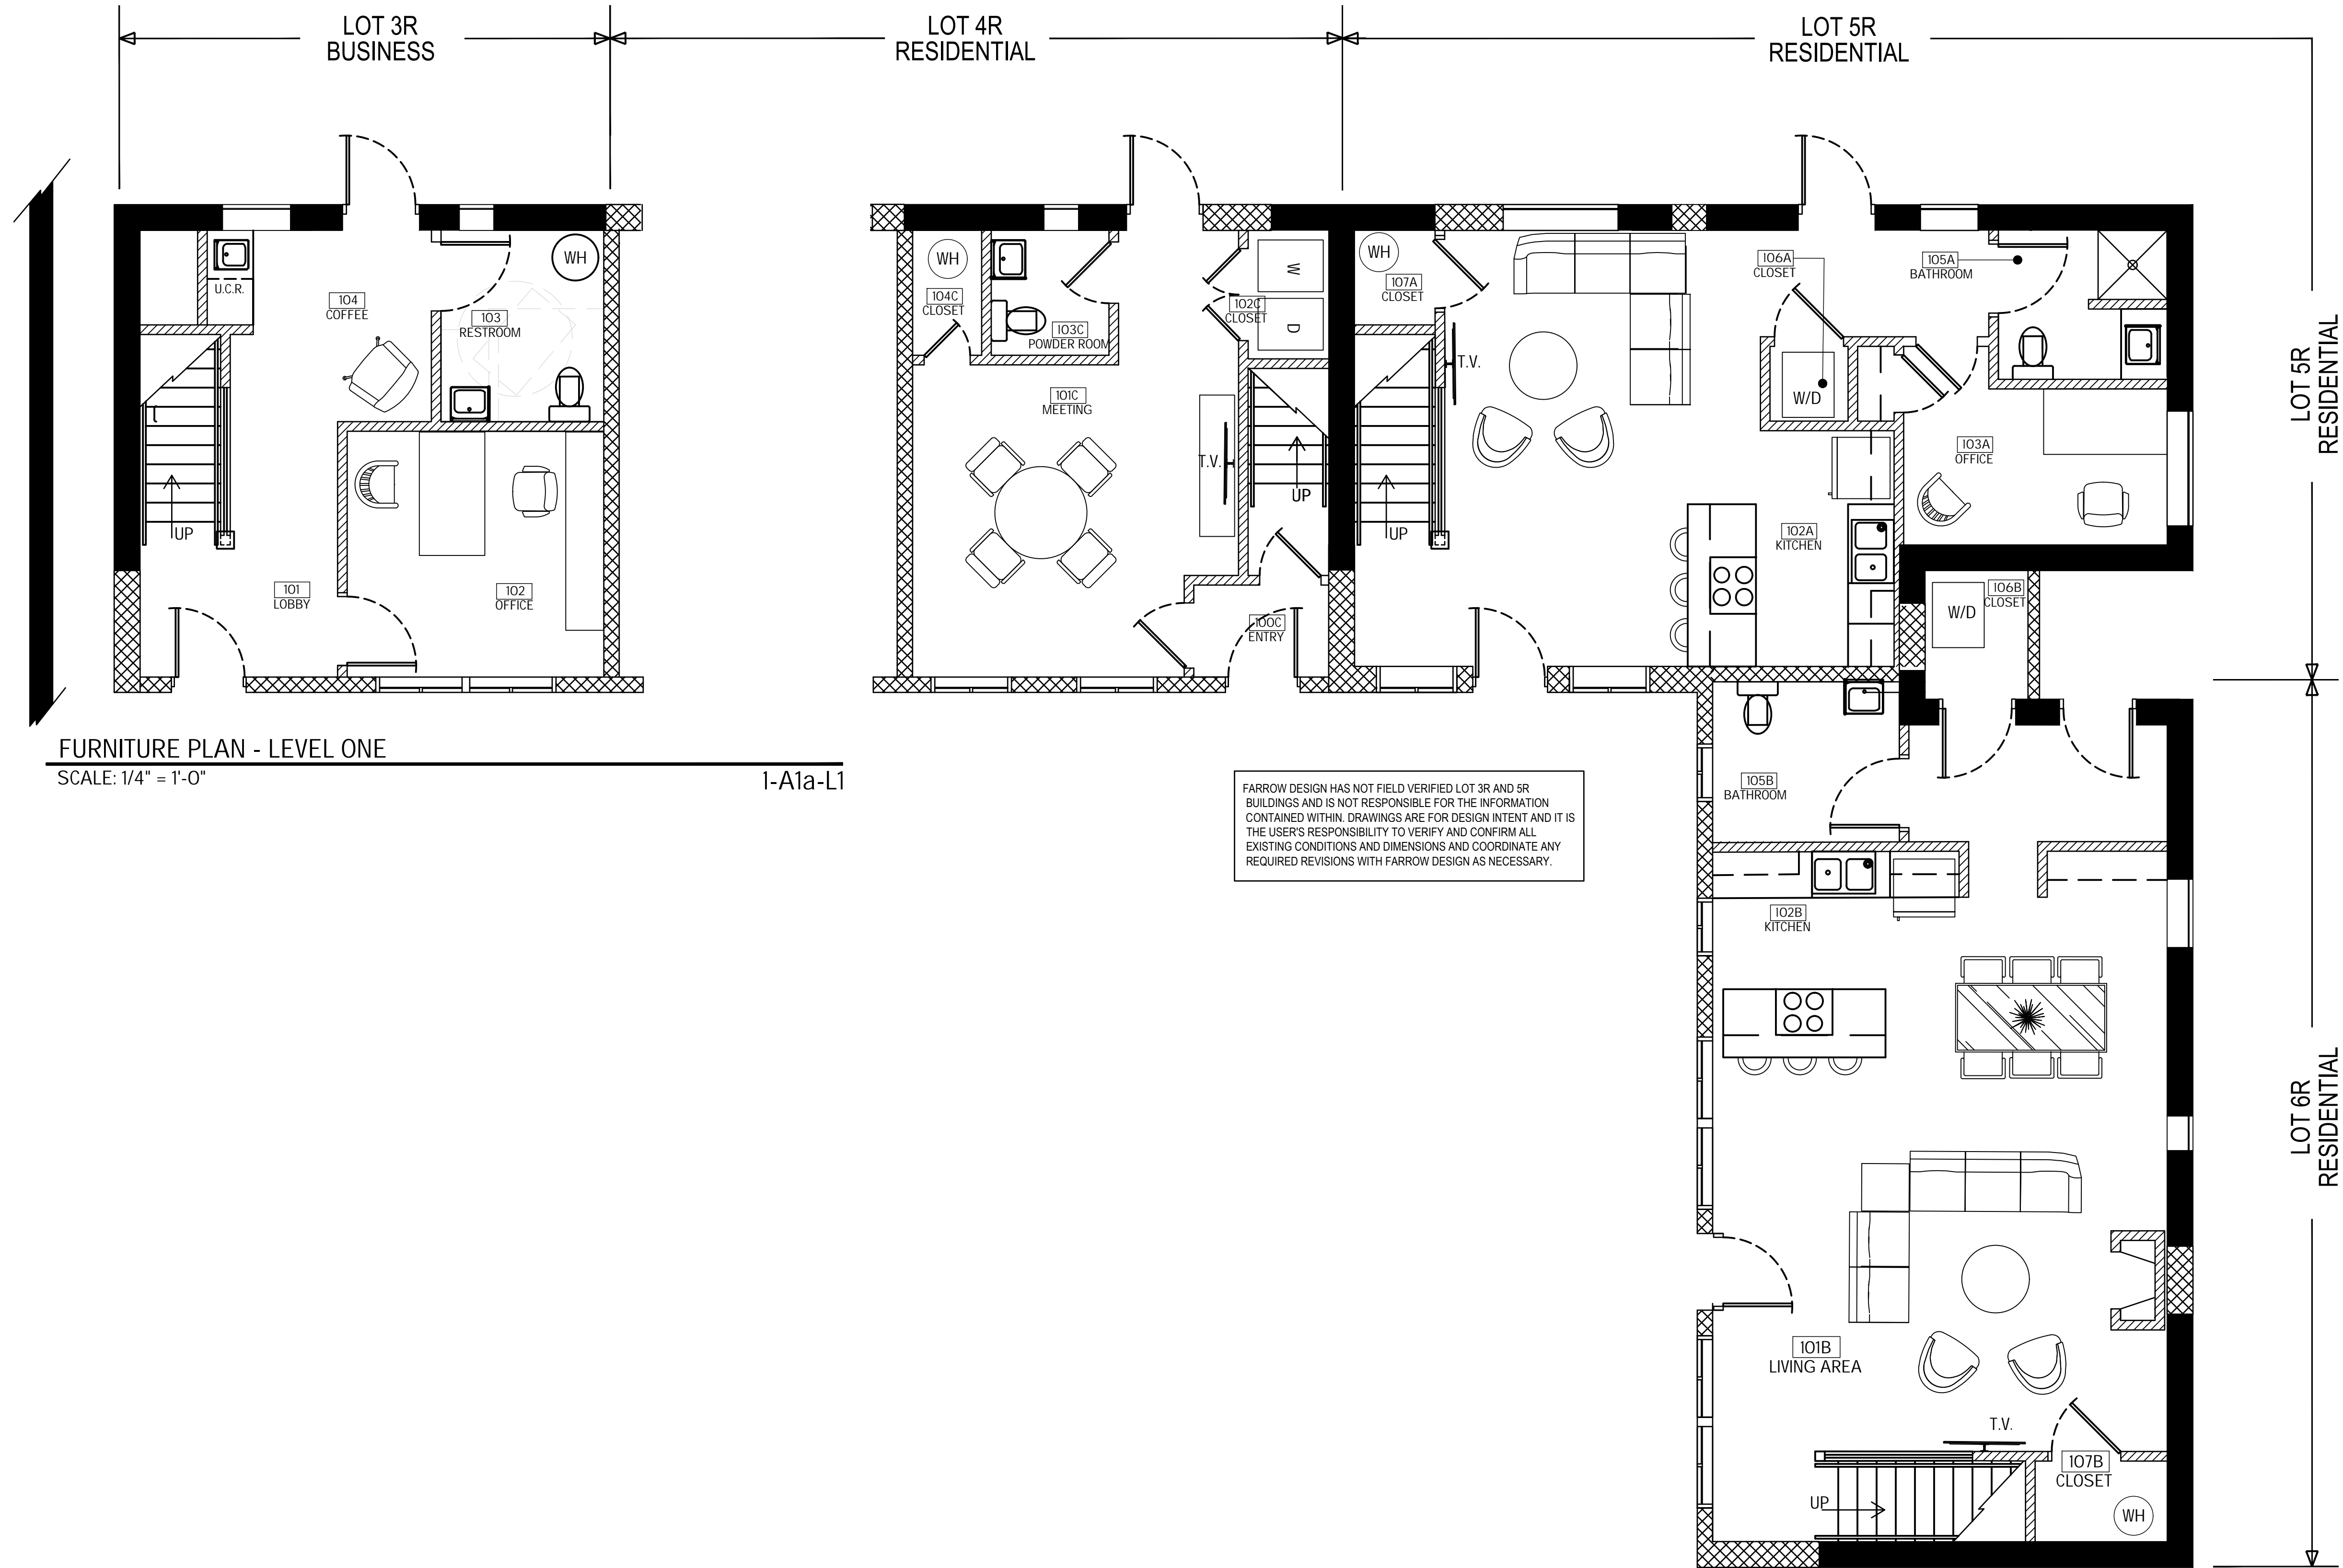 LOT 3R
BUSINESS
LOT 4R
RESIDENTIAL
LOT 5R
RESIDENTIAL
U.C.R.
104
COFFEE
103
RESTROOM
WH
UP
101
LOBBY
102
OFFICE
WH
104C
CLOSET
103C
POWDER ROOM
W
D
102C
CLOSET
101C
MEETING
T.V.
UP
100C
ENTRY
WH
107A
CLOSET
T.V.
UP
106A
CLOSET
W/D
105A
BATHROOM
103A
OFFICE
102A
KITCHEN
LOT 5R
RESIDENTIAL
W/D
106B
CLOSET
FURNITURE PLAN - LEVEL ONE
SCALE: 1/4" = 1'-0"
1-A1a-L1
FARROW DESIGN HAS NOT FIELD VERIFIED LOT 3R AND 5R
BUILDINGS AND IS NOT RESPONSIBLE FOR THE INFORMATION
CONTAINED WITHIN. DRAWINGS ARE FOR DESIGN INTENT AND IT IS
THE USER'S RESPONSIBILITY TO VERIFY AND CONFIRM ALL
EXISTING CONDITIONS AND DIMENSIONS AND COORDINATE ANY
REQUIRED REVISIONS WITH FARROW DESIGN AS NECESSARY.
105B
BATHROOM
102B
KITCHEN
LOT 6R
RESIDENTIAL
101B
LIVING AREA
T.V.
107B
CLOSET
UP
WH